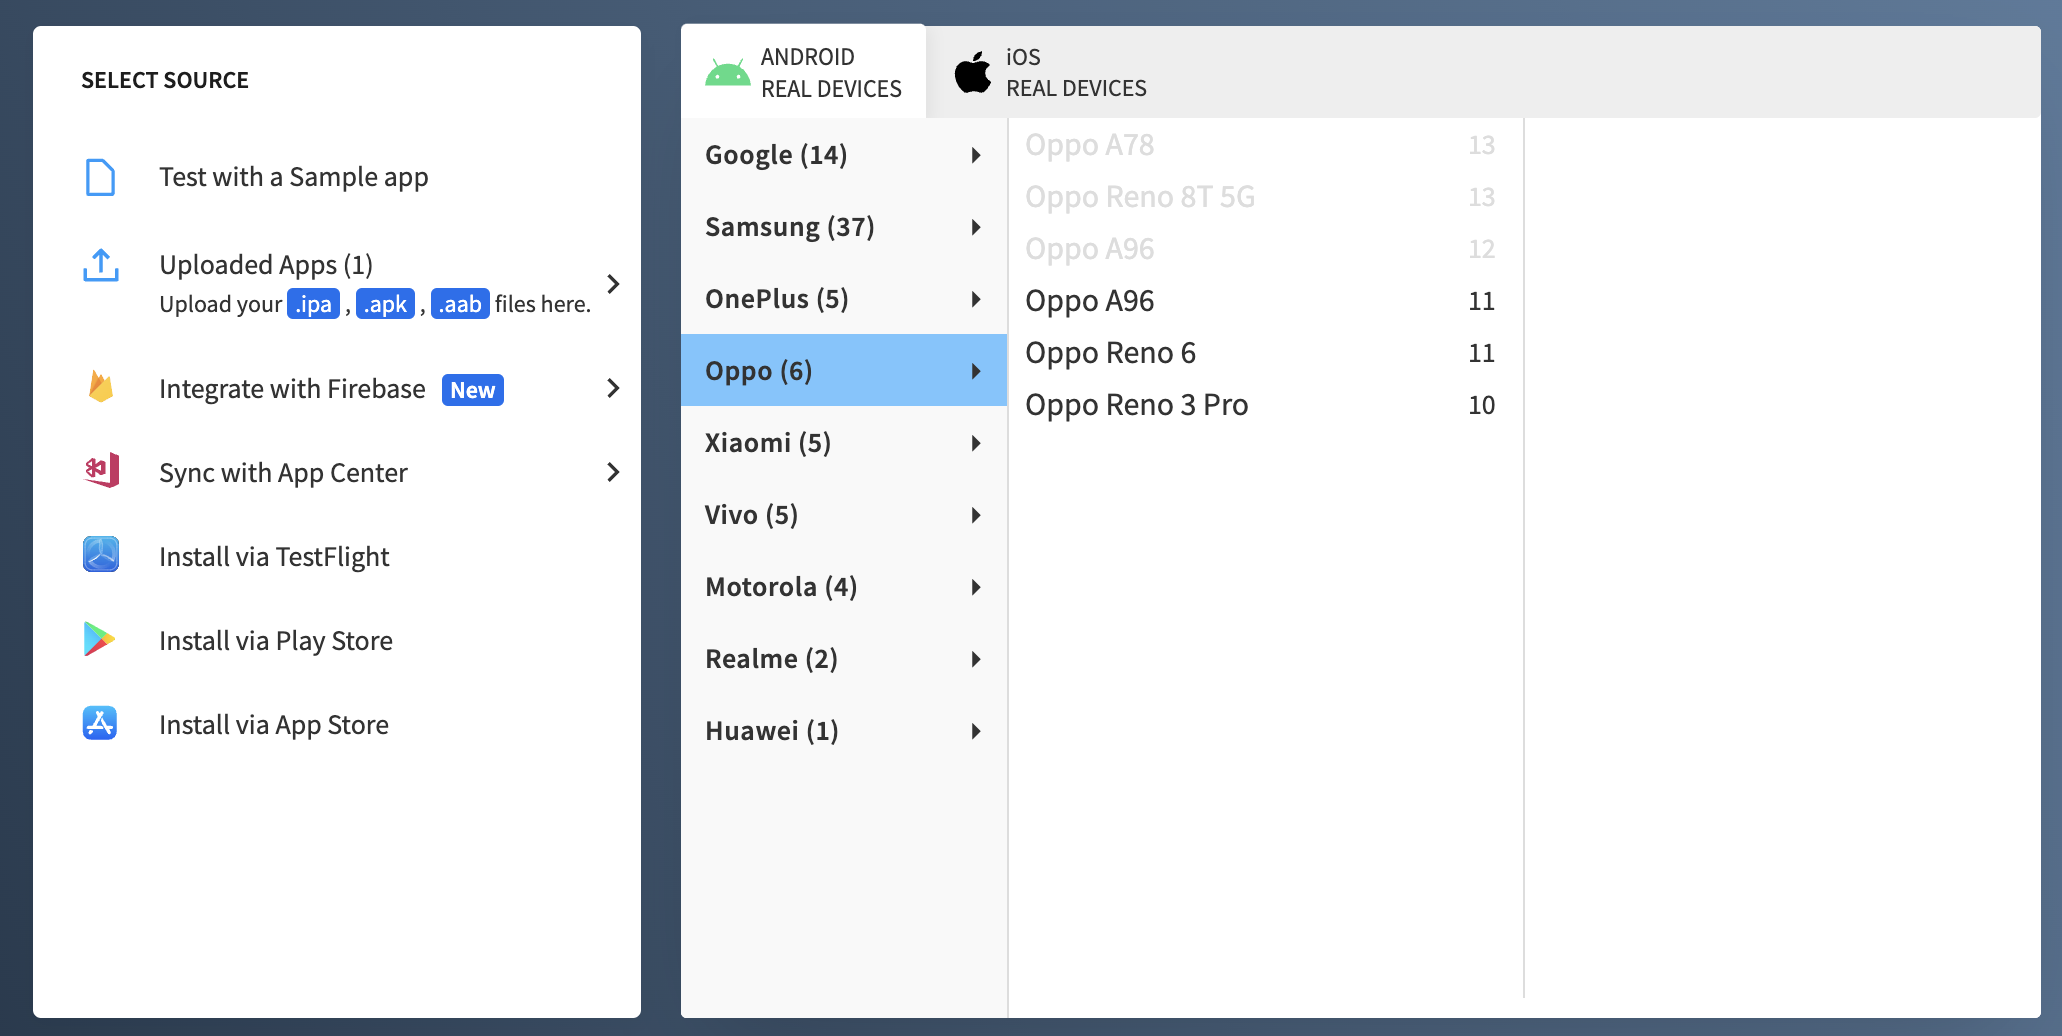 SELECT SOURCE
Test with a Sample app
Uploaded Apps (1)
Upload your .ipa , .apk , .aab files here.
Integrate with Firebase New
Sync with App Center
Install via TestFlight
Install via Play Store
Install via App Store
ANDROID
REAL DEVICES
iOS
REAL DEVICES
Google (14)
Samsung (37)
OnePlus (5)
Oppo (6)
Xiaomi (5)
Vivo (5)
Motorola (4)
Realme (2)
Huawei (1)
Oppo A78 13
Oppo Reno 8T 5G 13
Oppo A96 12
Oppo A96 11
Oppo Reno 6 11
Oppo Reno 3 Pro 10